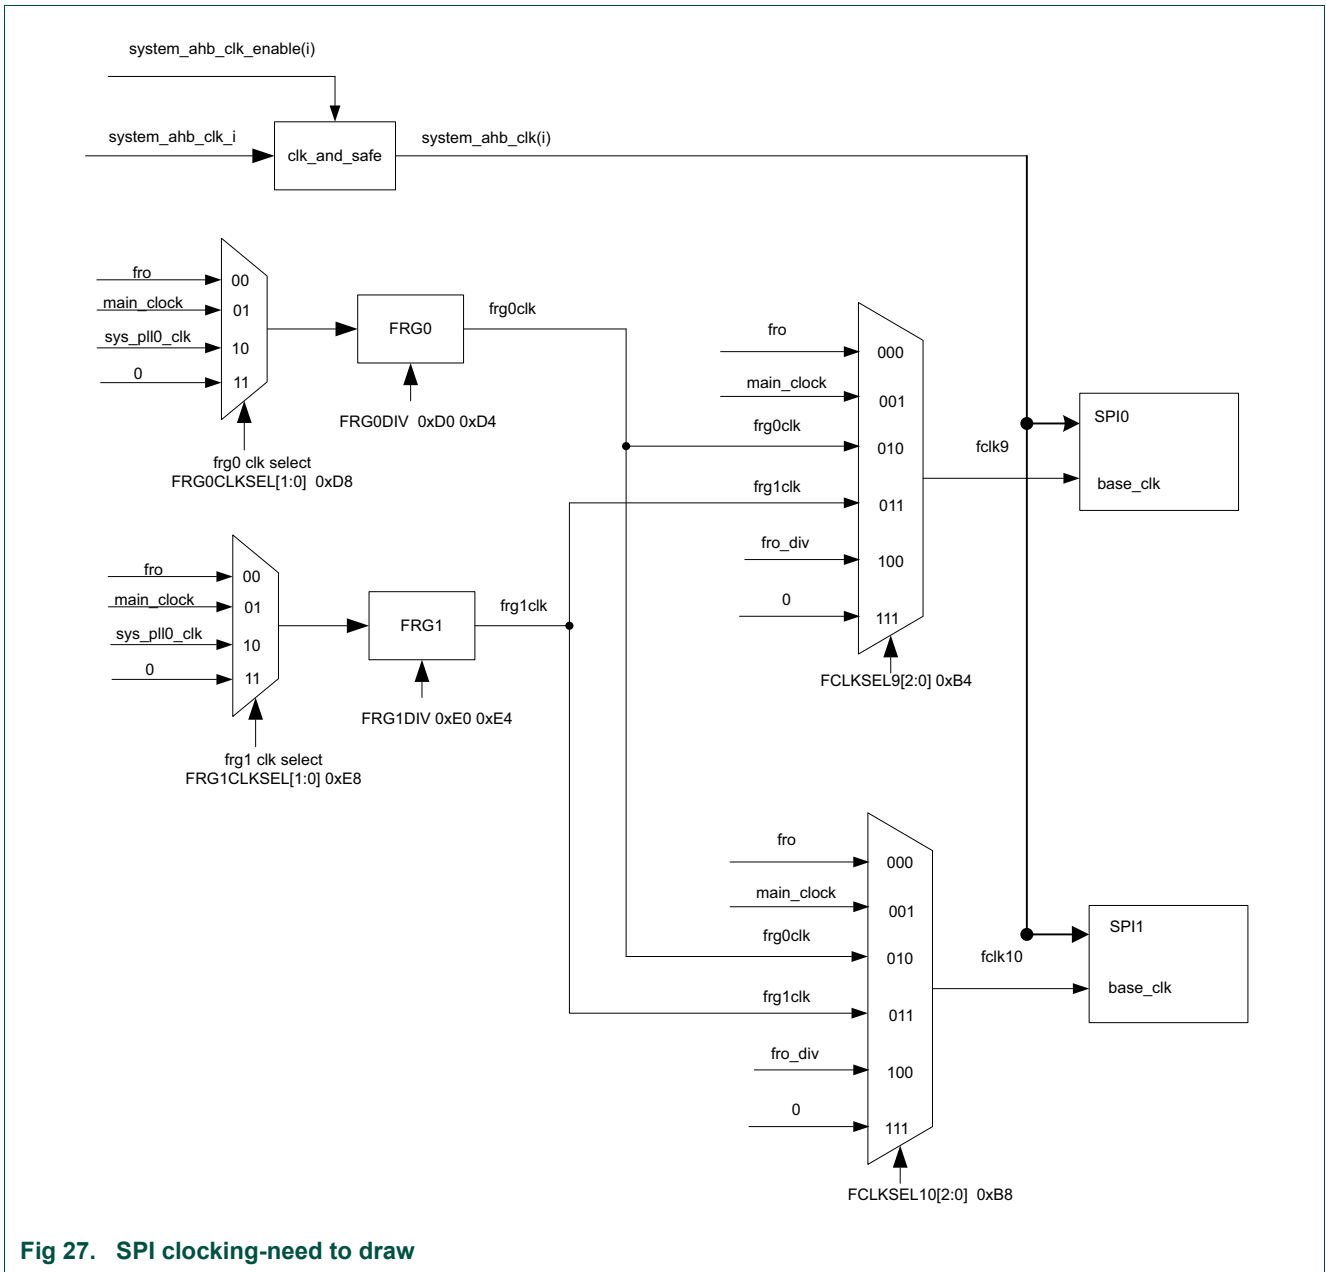 system_ahb_clk_enable(i)
system_ahb_clk_i
clk_and_safe
system_ahb_clk(i)
fro
00
main_clock
01
sys_pll0_clk
10
0
11
frg0 clk select
FRG0CLKSEL[1:0] 0xD8
FRG0
frg0clk
FRG0DIV 0xD0 0xD4
fro
00
main_clock
01
sys_pll0_clk
10
0
11
frg1 clk select
FRG1CLKSEL[1:0] 0xE8
FRG1
frg1clk
FRG1DIV 0xE0 0xE4
fro
000
main_clock
001
frg0clk
010
frg1clk
011
fro_div
100
0
111
FCLKSEL9[2:0] 0xB4
fclk9
SPI0
base_clk
fro
000
main_clock
001
frg0clk
010
frg1clk
011
fro_div
100
0
111
FCLKSEL10[2:0] 0xB8
fclk10
SPI1
base_clk
Fig 27. SPI clocking-need to draw